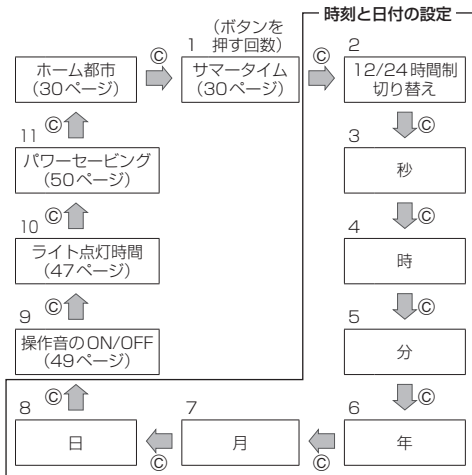 時刻と日付の設定
(ボタンを
押す回数)
ホーム都市
(30ページ)
Ⓒ
1
サマータイム
(30ページ)
Ⓒ
2
12/24時間制
切り替え
Ⓒ
3
秒
Ⓒ
4
時
Ⓒ
5
分
Ⓒ
6
年
Ⓒ
7
月
Ⓒ
8
日
Ⓒ
9
操作音のON/OFF
(49ページ)
Ⓒ
10
ライト点灯時間
(47ページ)
Ⓒ
11
パワーセービング
(50ページ)
Ⓒ